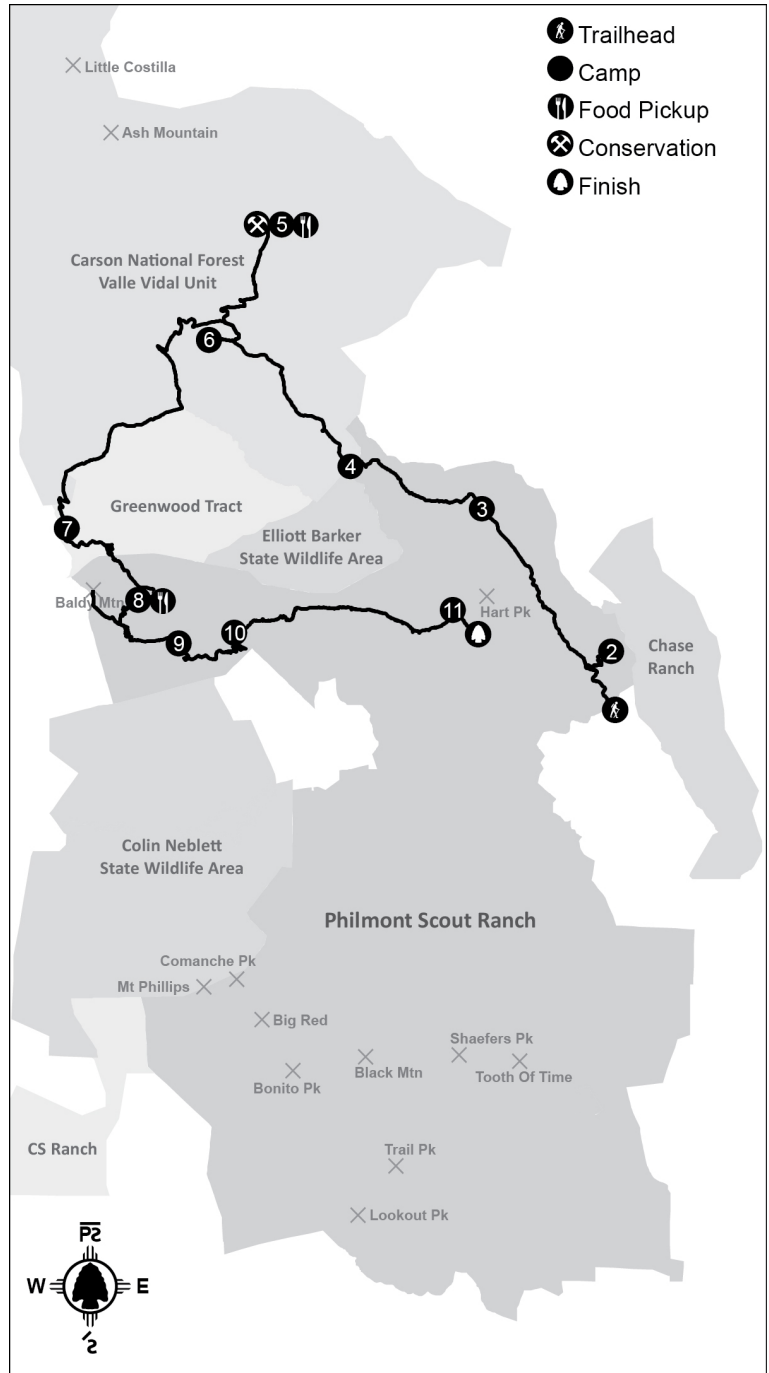 Trailhead
Camp
Food Pickup
Conservation
Finish
Little Costilla
Ash Mountain
5
Carson National Forest
Valle Vidal Unit
6
4
Greenwood Tract
3
7
Elliott Barker
State Wildlife Area
Baldy Mtn
8
11
Hart Pk
10
9
2
Chase
Ranch
Colin Neblett
State Wildlife Area
Philmont Scout Ranch
Comanche Pk
Mt Phillips
Big Red
Shaefers Pk
Black Mtn
Tooth Of Time
Bonito Pk
CS Ranch
Trail Pk
Lookout Pk
W
E